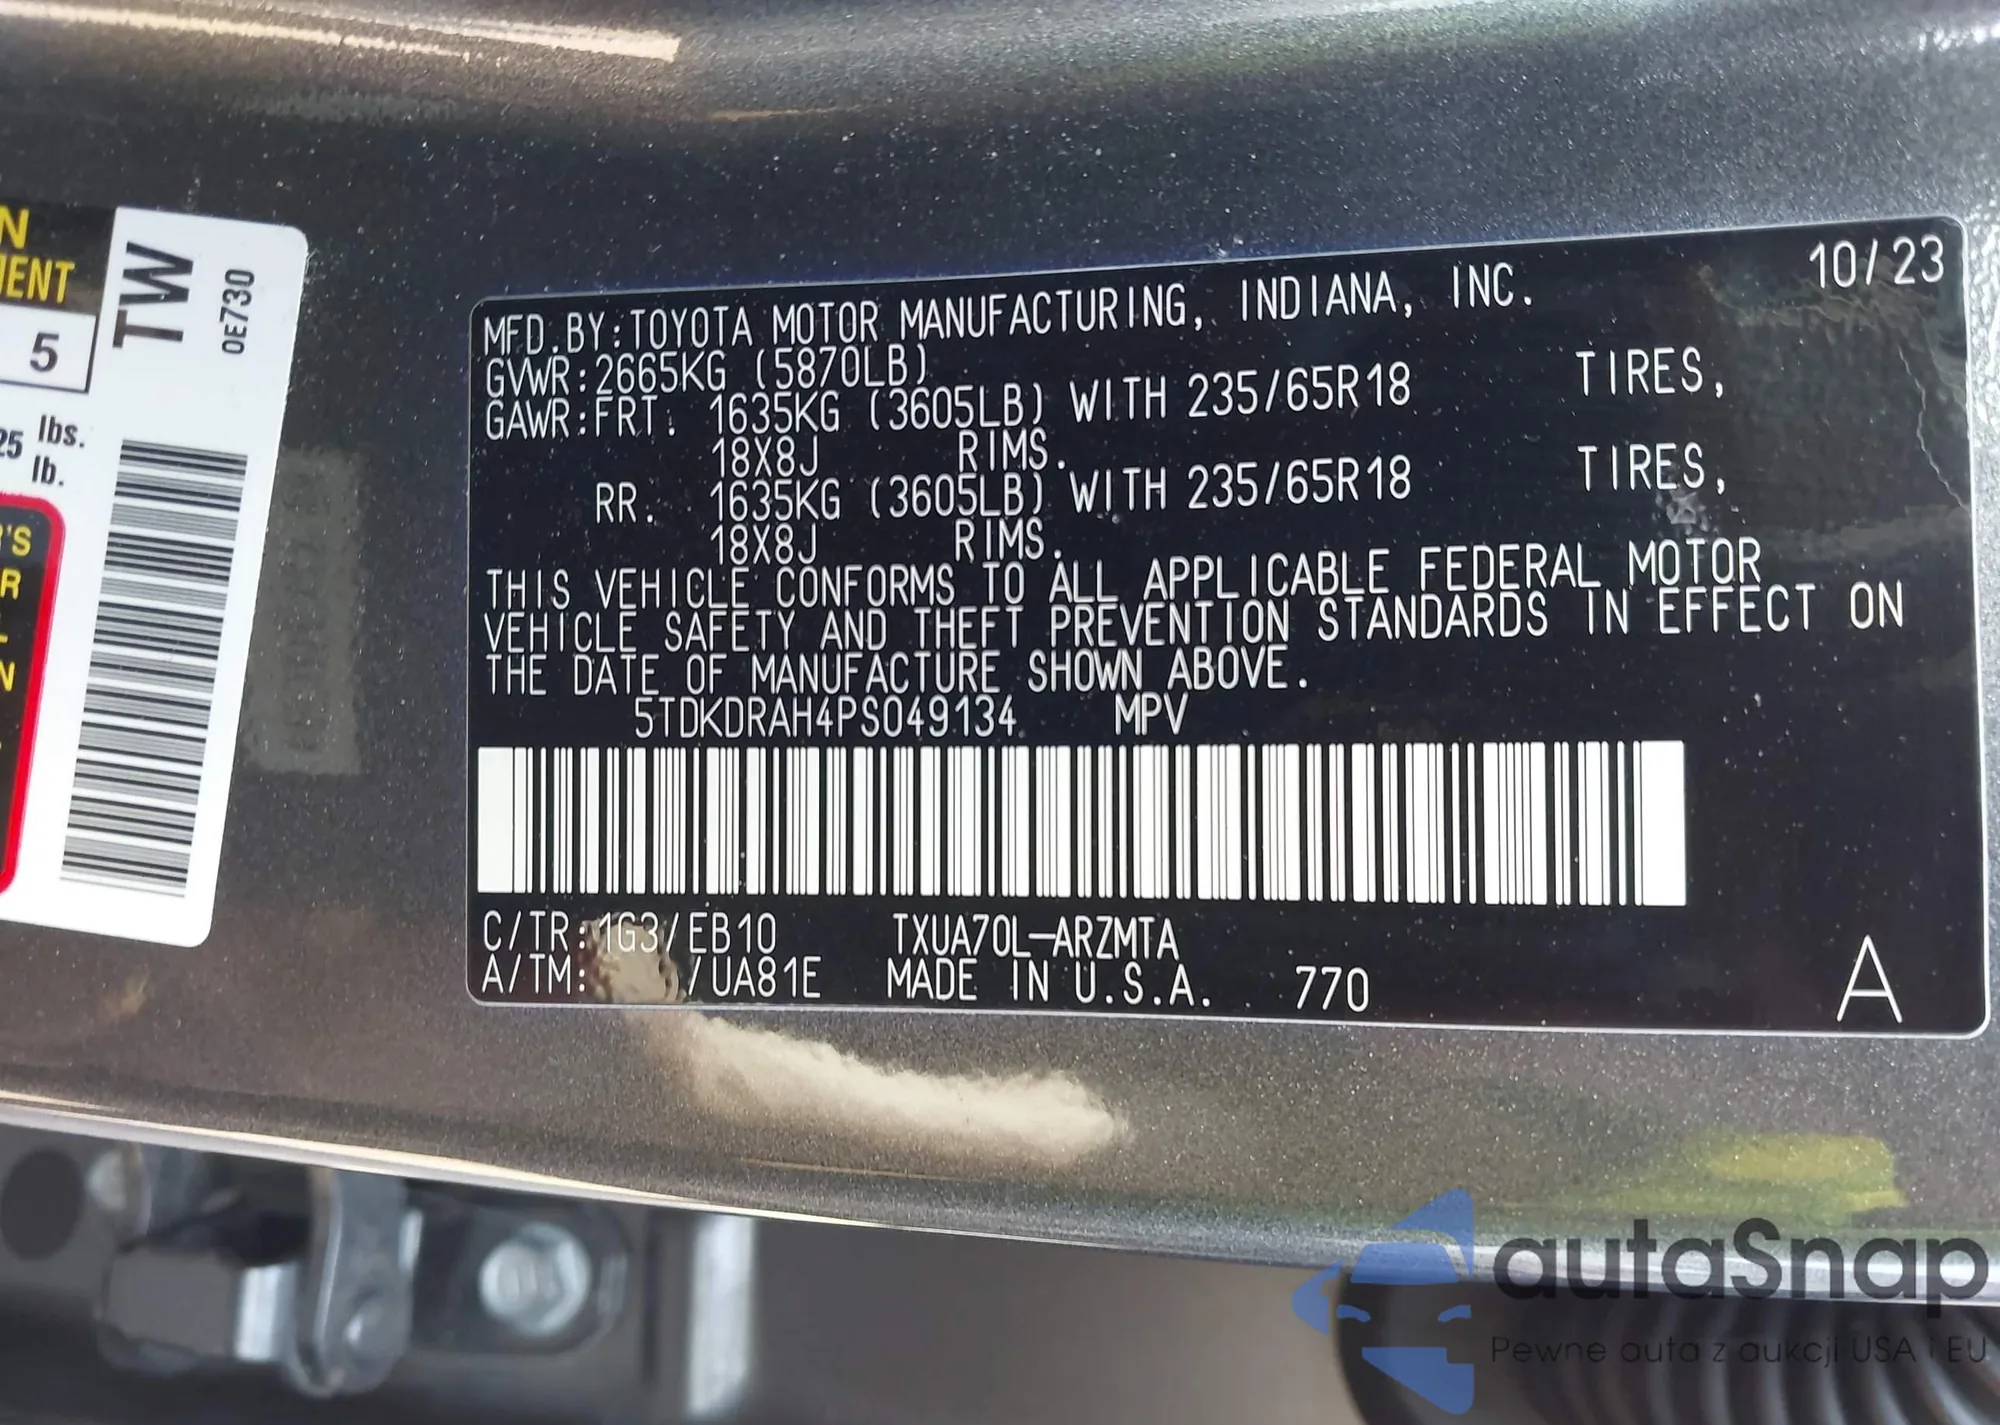 N
MENT
5
25 lbs.
lb.
R'S
R
L
N
TW
0E730
10/23
MFD.BY:TOYOTA MOTOR MANUFACTURING, INDIANA, INC.
GVWR:2665KG (5870LB)
GAWR:FRT. 1635KG (3605LB) WITH 235/65R18 TIRES,
18X8J RIMS.
RR. 1635KG (3605LB) WITH 235/65R18 TIRES,
18X8J RIMS.
THIS VEHICLE CONFORMS TO ALL APPLICABLE FEDERAL MOTOR
VEHICLE SAFETY AND THEFT PREVENTION STANDARDS IN EFFECT ON
THE DATE OF MANUFACTURE SHOWN ABOVE.
5TDKDRAH4PS049134 MPV
C/TR:1G3/EB10 TXUA70L-ARZMTA
A/TM: /UA81E MADE IN U.S.A. 770
A
autaSnap
Pewne auta z aukcji USA i EU